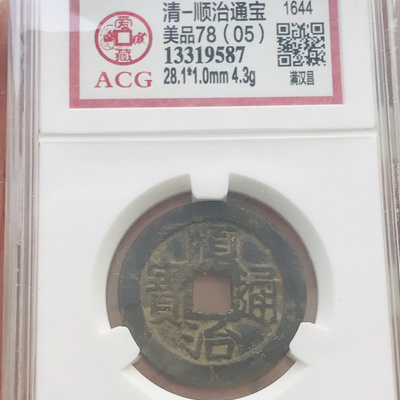 爱藏
ACG
清-顺治通宝
1644
美品78(05)
13319587
28.1*1.0mm 4.3g
满汉昌
順治通寶